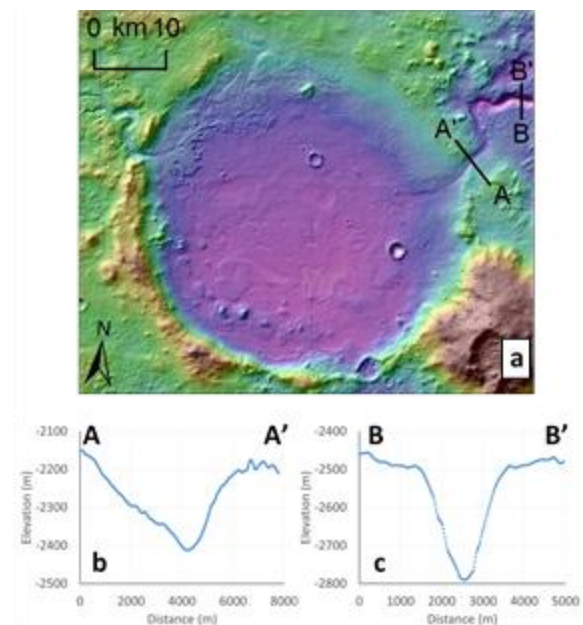 0 km 10
B'
A'
B
A
N
a
-2100
A
A’
-2200
-2300
-2400
-2500
0
2000
4000
6000
8000
Elevation (m)
Distance (m)
b
-2400
B
B’
-2500
-2600
-2700
-2800
0
1000
2000
3000
4000
5000
Elevation (m)
Distance (m)
c